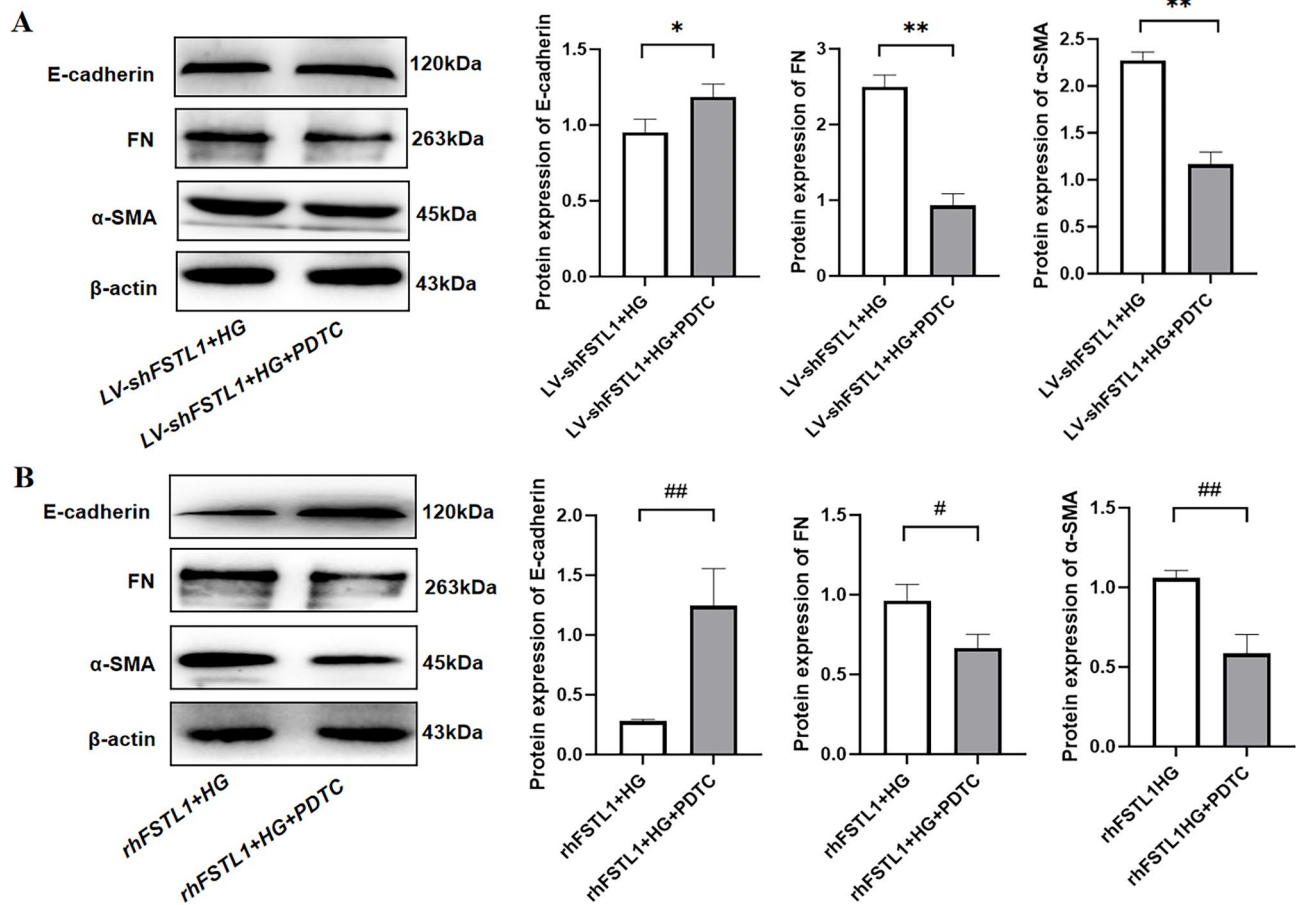 A
E-cadherin
120kDa
FN
263kDa
α-SMA
45kDa
β-actin
43kDa
LV-shFSTL1+HG
LV-shFSTL1+HG+PDTC
Protein expression of E-cadherin
1.5
1.0
0.5
0.0
*
LV-shFSTL1+HG
LV-shFSTL1+HG+PDTC
Protein expression of FN
3
2
1
0
**
LV-shFSTL1+HG
LV-shFSTL1+HG+PDTC
Protein expression of α-SMA
2.5
2.0
1.5
1.0
0.5
0.0
**
LV-shFSTL1+HG
LV-shFSTL1+HG+PDTC
B
E-cadherin
120kDa
FN
263kDa
α-SMA
45kDa
β-actin
43kDa
rhFSTL1+HG
rhFSTL1+HG+PDTC
Protein expression of E-cadherin
2.0
1.5
1.0
0.5
0.0
##
rhFSTL1+HG
rhFSTL1+HG+PDTC
Protein expression of FN
1.5
1.0
0.5
0.0
#
rhFSTL1+HG
rhFSTL1+HG+PDTC
Protein expression of α-SMA
1.5
1.0
0.5
0.0
##
rhFSTL1HG
rhFSTL1HG+PDTC